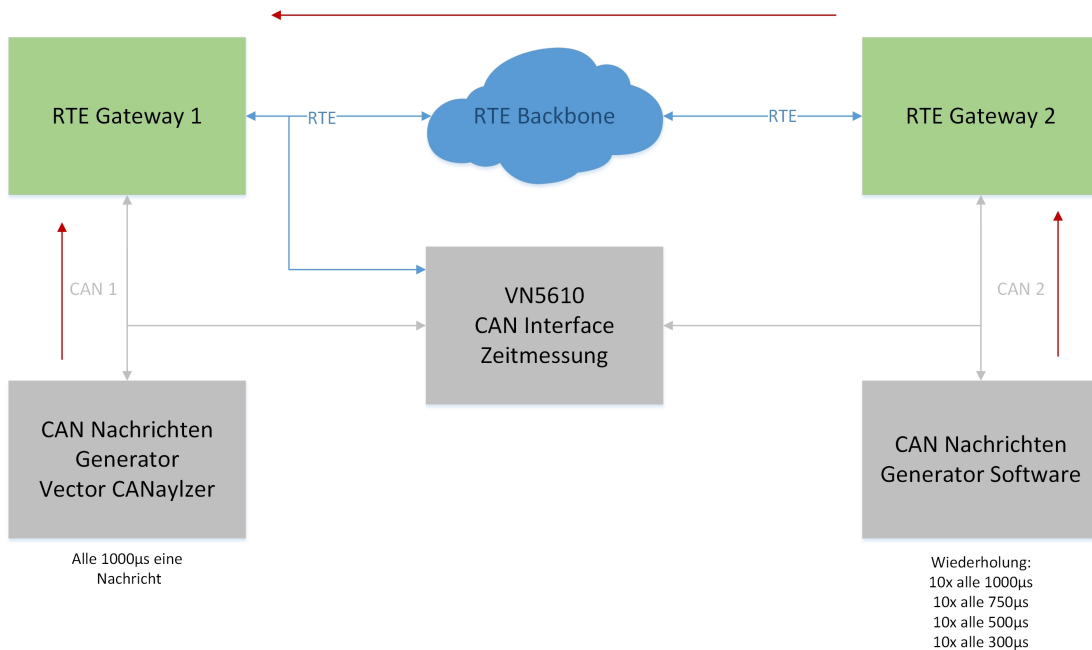 RTE Gateway 1
RTE
RTE Backbone
RTE
RTE Gateway 2
CAN 1
VN5610
CAN Interface
Zeitmessung
CAN 2
CAN Nachrichten
Generator
Vector CANaylzer
CAN Nachrichten
Generator Software
Alle 1000µs eine
Nachricht
Wiederholung:
10x alle 1000µs
10x alle 750µs
10x alle 500µs
10x alle 300µs